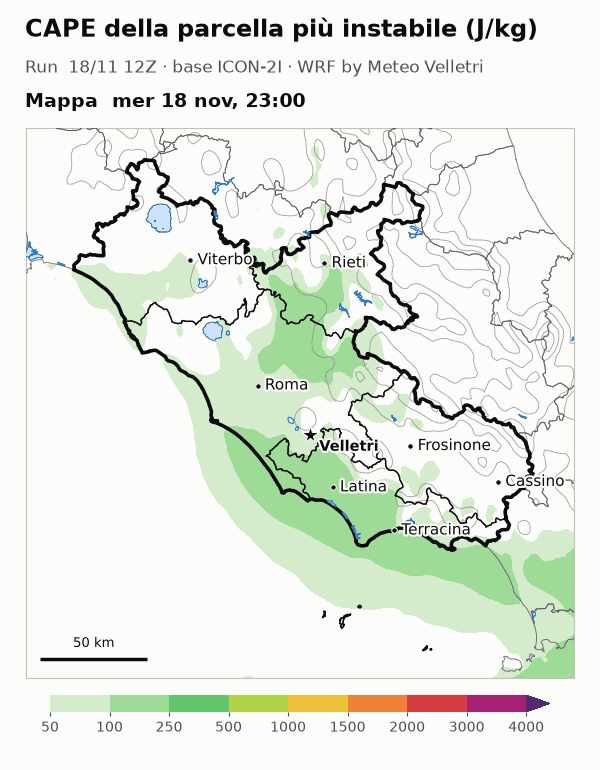 CAPE della parcella più instabile (J/kg)
Run  18/11 12Z · base ICON-2I · WRF by Meteo Velletri
Mappa  mer 18 nov, 23:00
Viterbo
Rieti
Roma
Velletri
Frosinone
Cassino
Latina
Terracina
50 km
50 100 250 500 1000 1500 2000 3000 4000